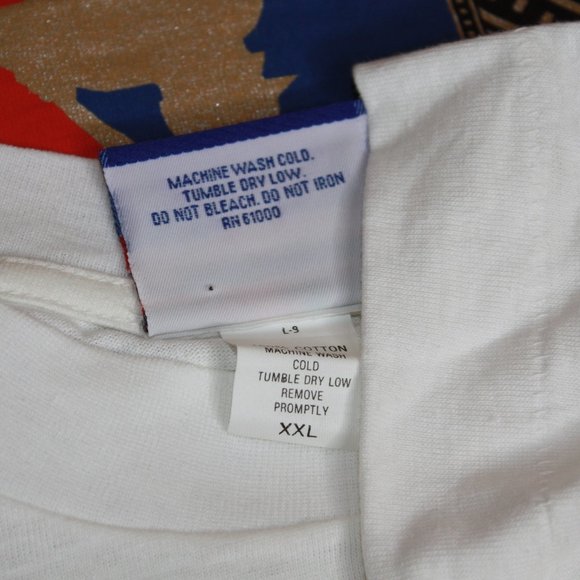 MACHINE WASH COLD.
TUMBLE DRY LOW.
DO NOT BLEACH. DO NOT IRON
RN 61000
L-9
COTTON
MACHINE WASH
COLD
TUMBLE DRY LOW
REMOVE
PROMPTLY
XXL